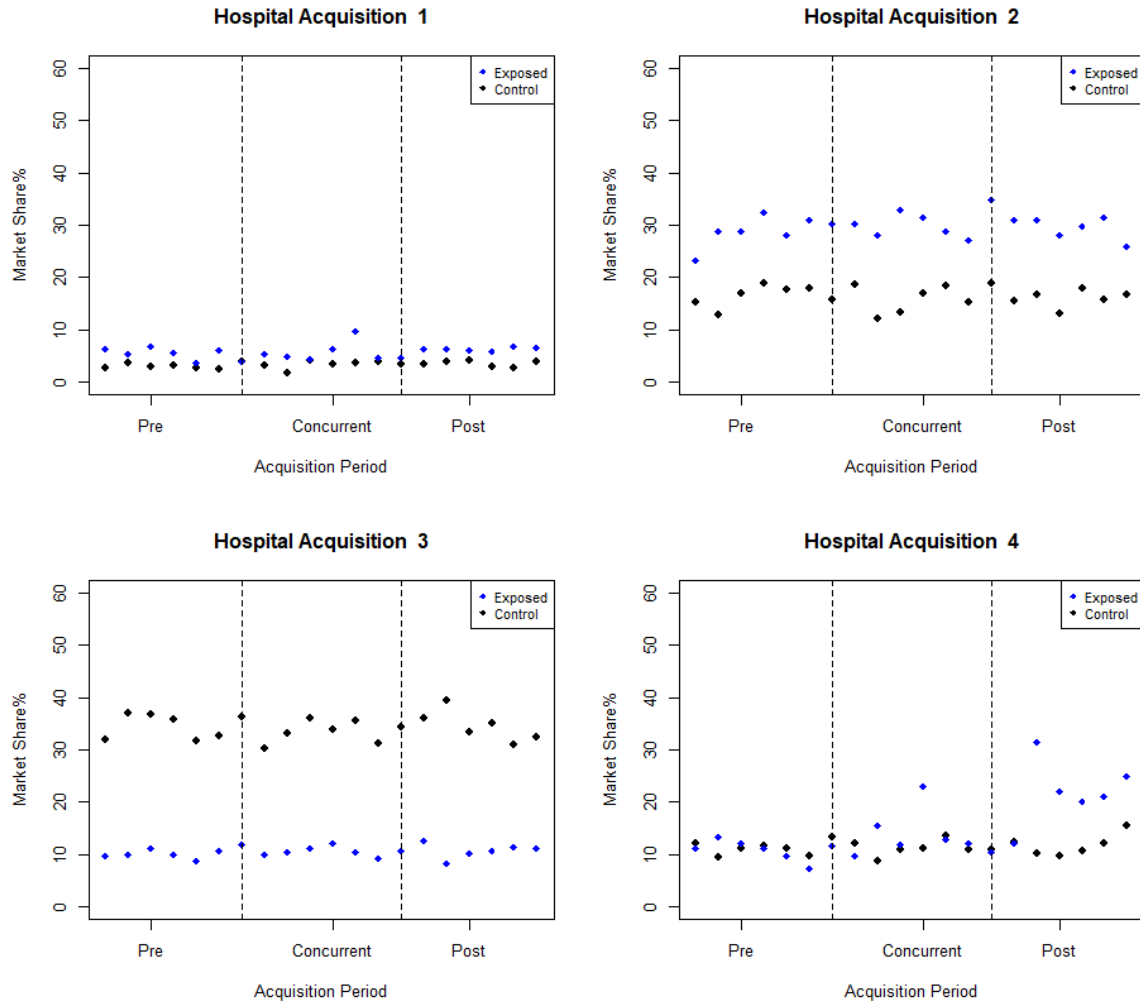 Hospital Acquisition 1
Market Share%
60
50
40
30
20
10
0
Exposed
Control
Pre
Concurrent
Post
Acquisition Period
Hospital Acquisition 2
Market Share%
60
50
40
30
20
10
0
Exposed
Control
Pre
Concurrent
Post
Acquisition Period
Hospital Acquisition 3
Market Share%
60
50
40
30
20
10
0
Exposed
Control
Pre
Concurrent
Post
Acquisition Period
Hospital Acquisition 4
Market Share%
60
50
40
30
20
10
0
Exposed
Control
Pre
Concurrent
Post
Acquisition Period